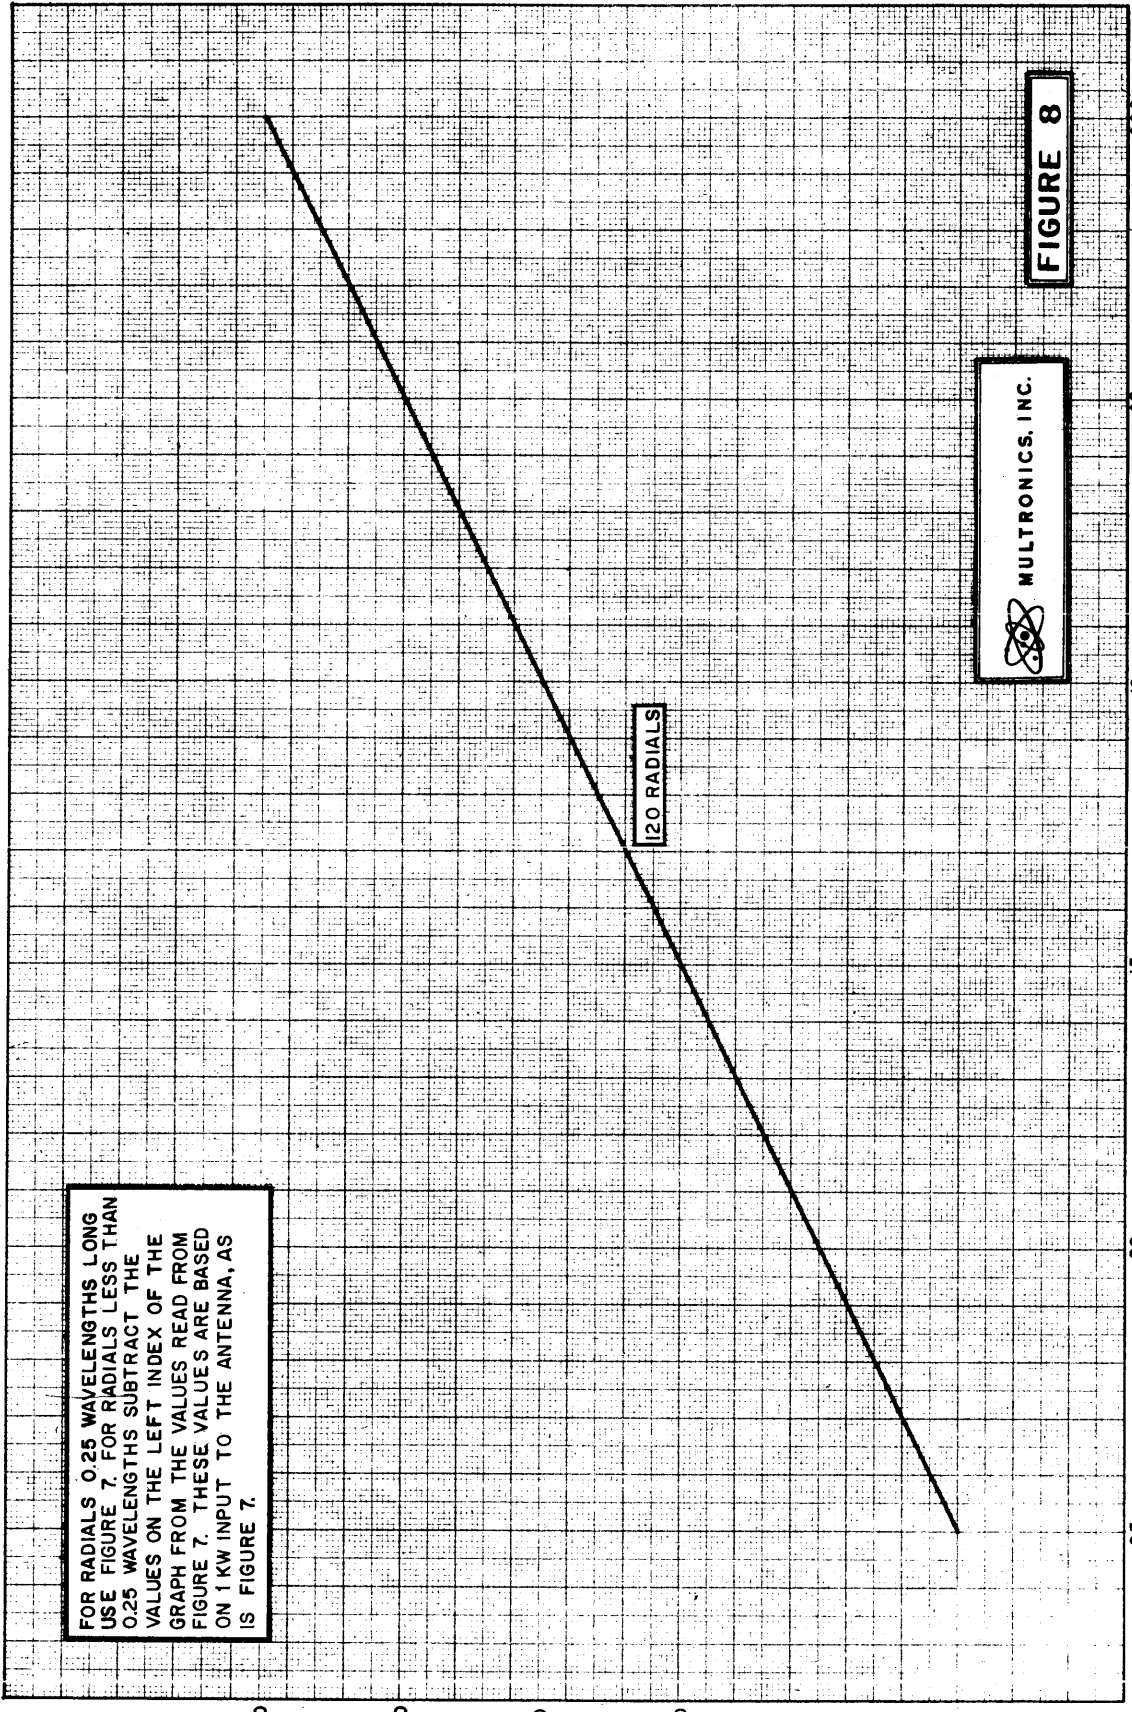 FOR RADIALS 0.25 WAVELENGTHS LONG
USE FIGURE 7. FOR RADIALS LESS THAN
0.25 WAVELENGTHS SUBTRACT THE
VALUES ON THE LEFT INDEX OF THE
GRAPH FROM THE VALUES READ FROM
FIGURE 7. THESE VALUES ARE BASED
ON 1 KW INPUT TO THE ANTENNA, AS
IS FIGURE 7.
120 RADIALS
MULTRONICS, INC.
FIGURE 8